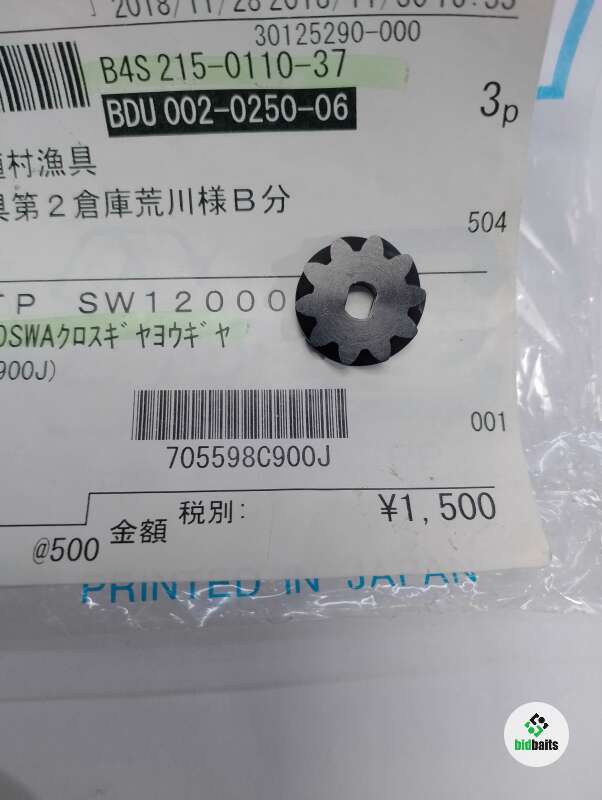 30125290-000
B4S 215-0110-37
BDU 002-0250-06
3p
村漁具
具第2倉庫荒川様B分
504
TP SW12000
OSWAクロスギヤヨウギヤ
900J)
001
705598C900J
@500 金額 税別: ¥1,500
PRINTED IN JAPAN
bidbaits